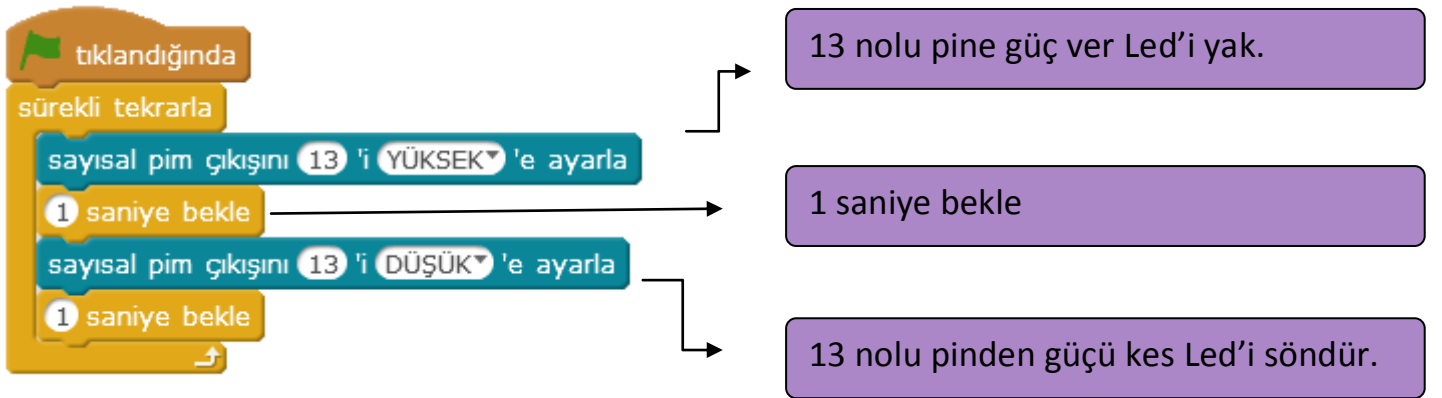 tıklandığında
sürekli tekrarla
sayısal pim çıkışını 13 'i YÜKSEK 'e ayarla
1 saniye bekle
sayısal pim çıkışını 13 'i DÜŞÜK 'e ayarla
1 saniye bekle
13 nolu pine güç ver Led’i yak.
1 saniye bekle
13 nolu pinden güçü kes Led’i söndür.